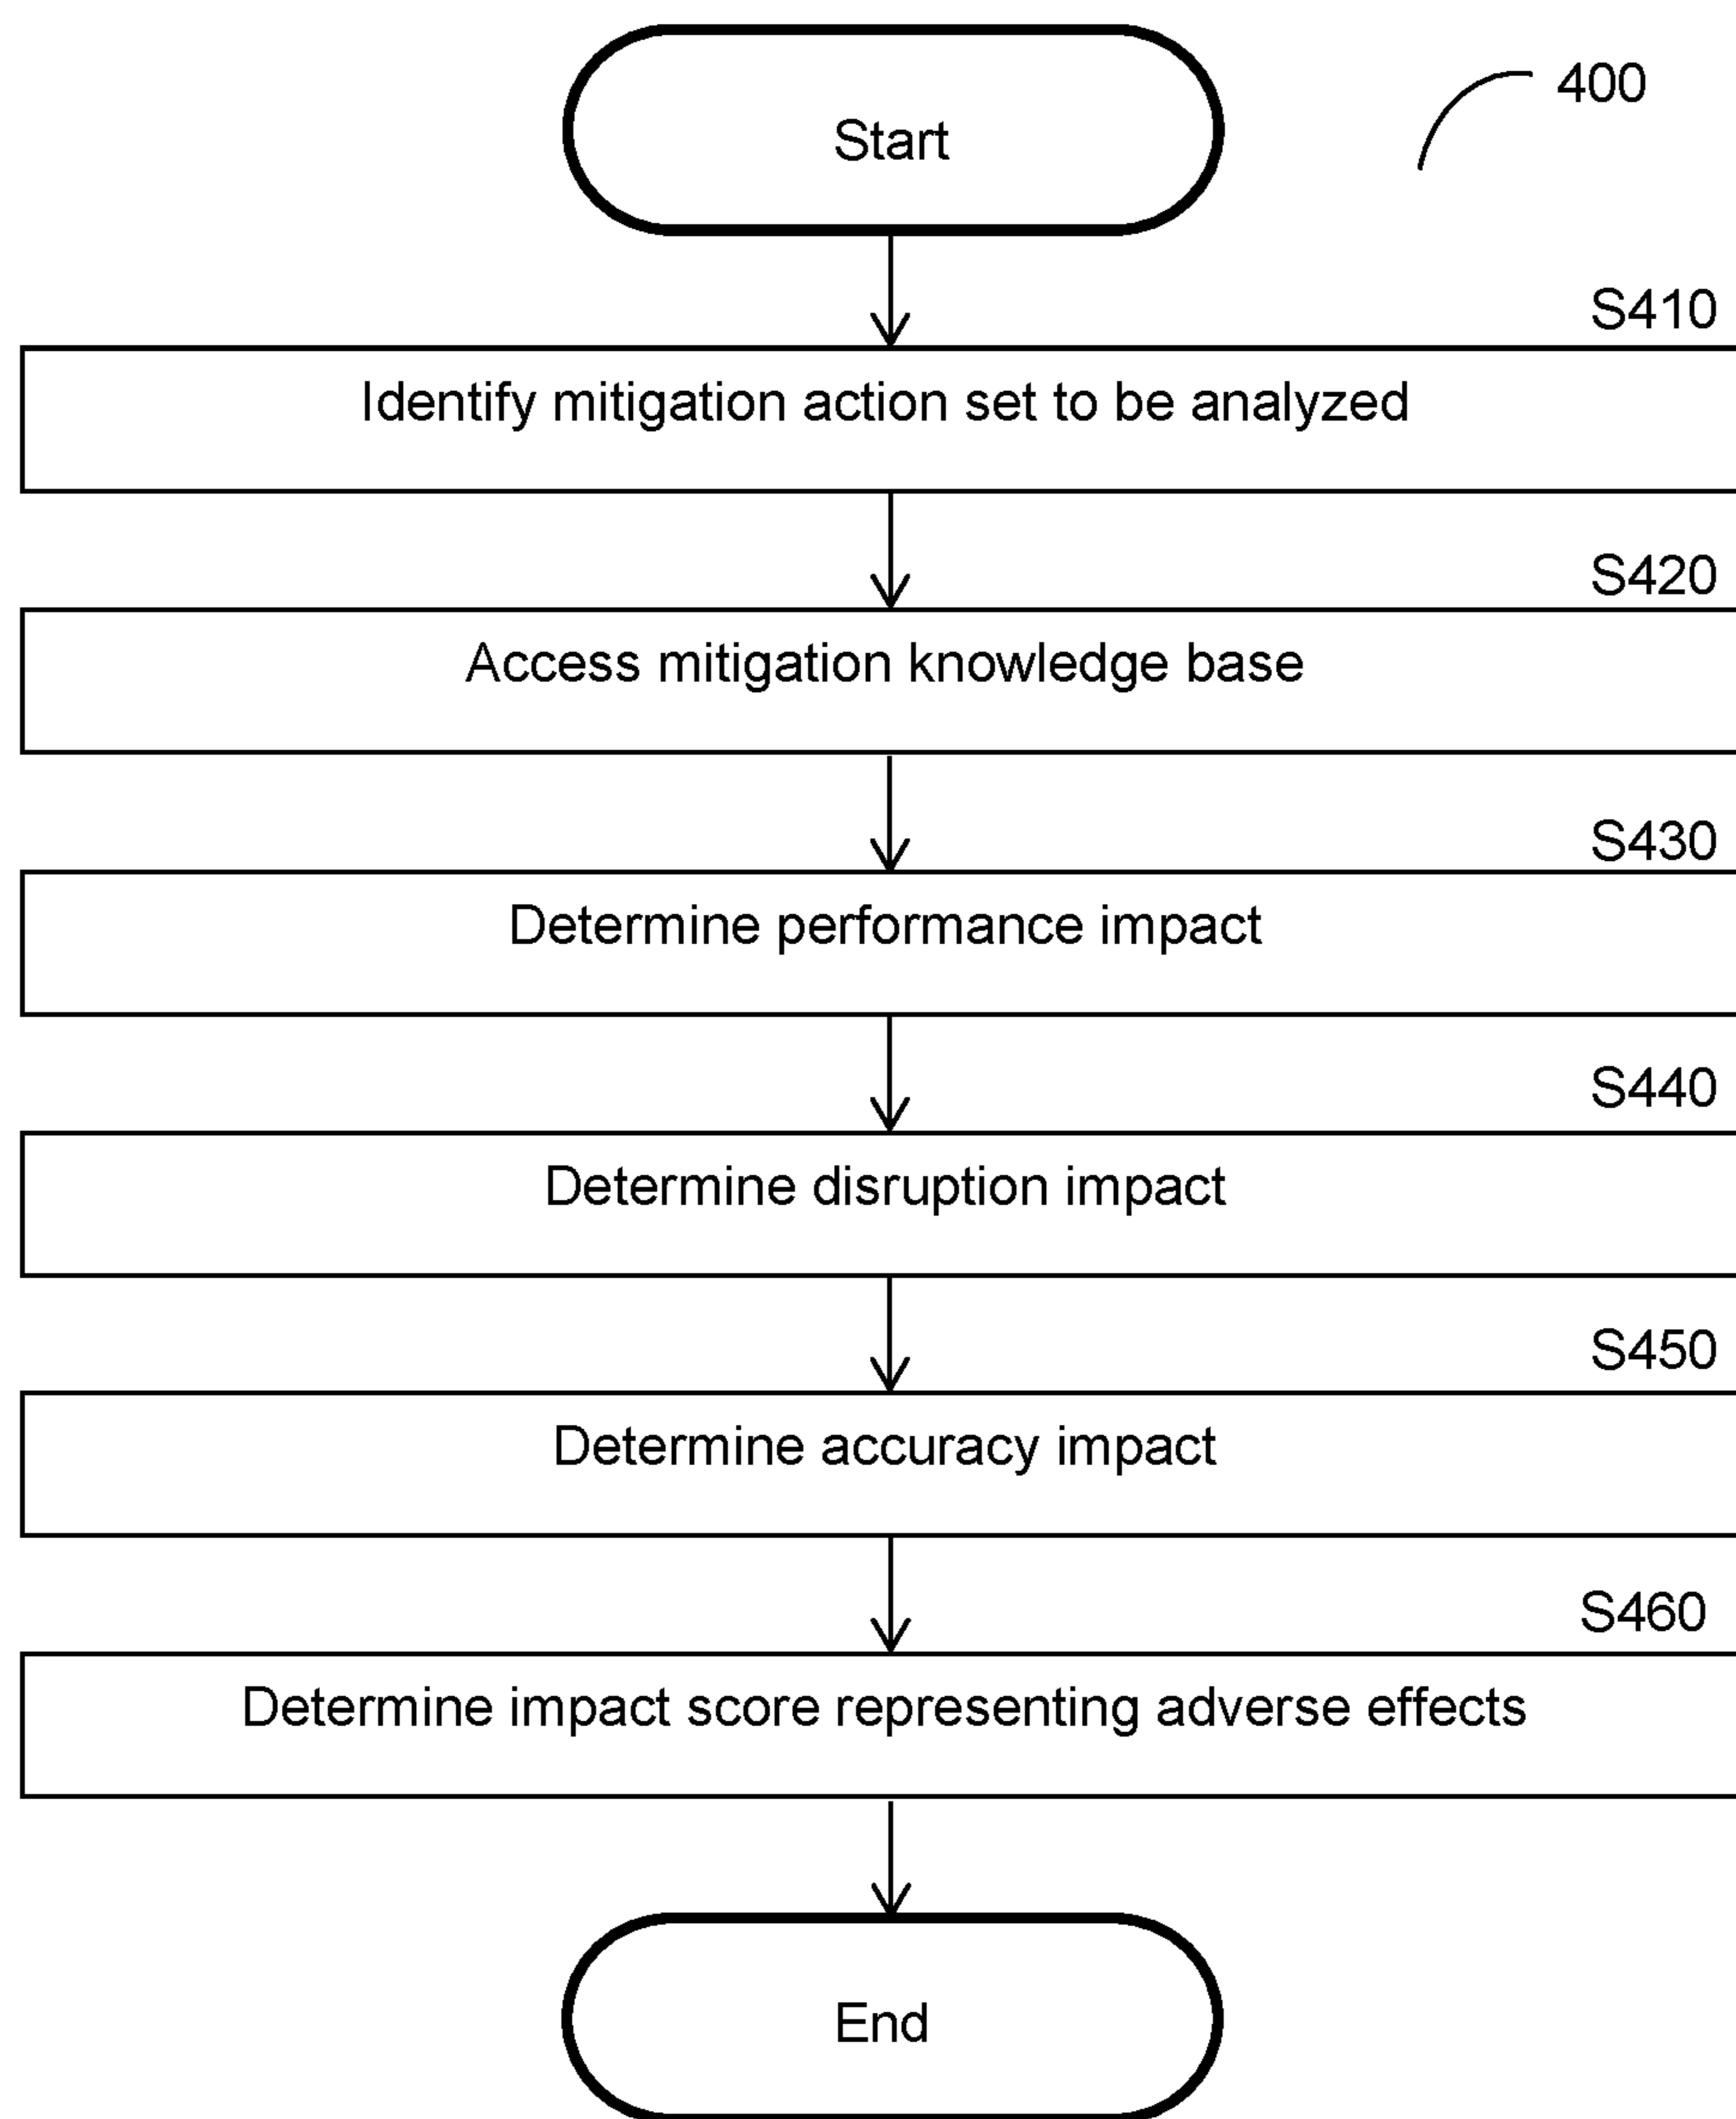 Start
400
S410
Identify mitigation action set to be analyzed
S420
Access mitigation knowledge base
S430
Determine performance impact
S440
Determine disruption impact
S450
Determine accuracy impact
S460
Determine impact score representing adverse effects
End